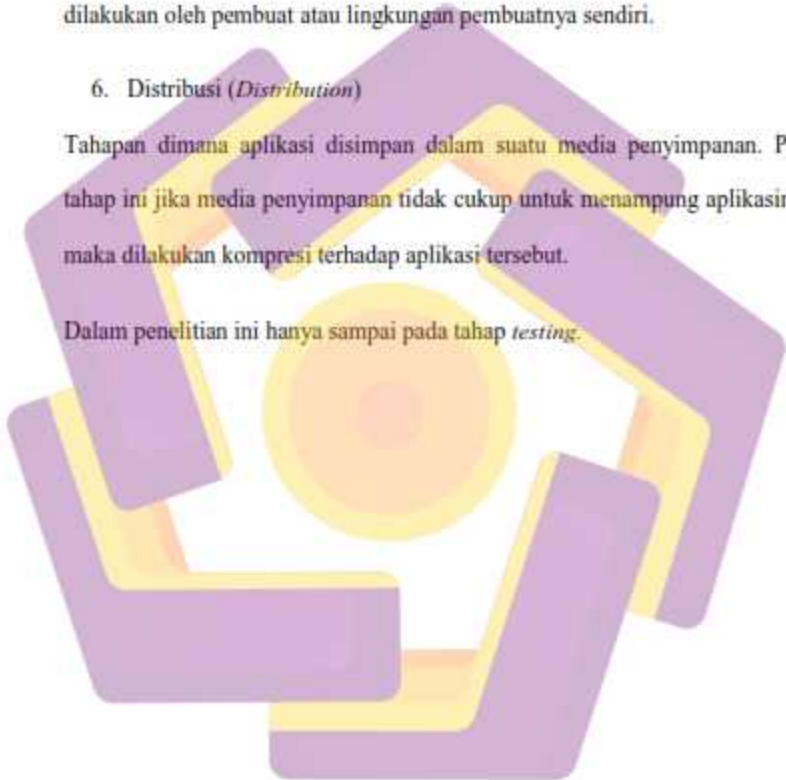 dilakukan oleh pembuat atau lingkungan pembuatnya sendiri.
6. Distribusi (Distribution)
Tahapan dimana aplikasi disimpan dalam suatu media penyimpanan. P
tahap ini jika media penyimpanan tidak cukup untuk menampung aplikasin
maka dilakukan kompresi terhadap aplikasi tersebut.
Dalam penelitian ini hanya sampai pada tahap testing.